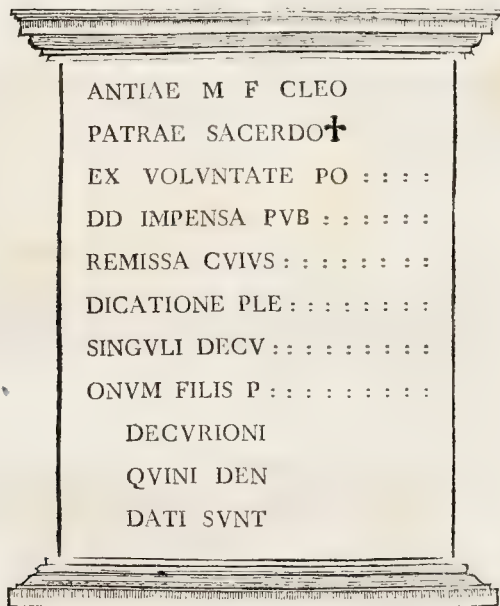 ANTIAE M F CLEO
PATRAE SACERDO✝
EX VOLVNTATE PO : : : :
DD IMPENSA PVB : : : : : :
REMISSA CVIVS : : : : : : : :
DICATIONE PLE : : : : : : : :
SINGVLI DECV : : : : : : : : :
ONVM FILIS P : : : : : : : : :
DECVRIONI
QVINI DEN
DATI SVNT